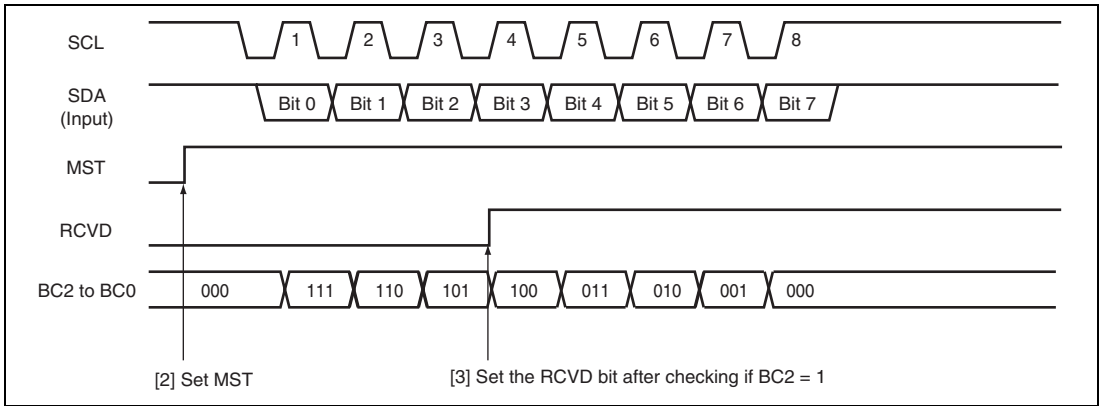 SCL 1 2 3 4 5 6 7 8
SDA
(Input)
Bit 0 Bit 1 Bit 2 Bit 3 Bit 4 Bit 5 Bit 6 Bit 7
MST
RCVD
BC2 to BC0 000 111 110 101 100 011 010 001 000
[2] Set MST
[3] Set the RCVD bit after checking if BC2 = 1